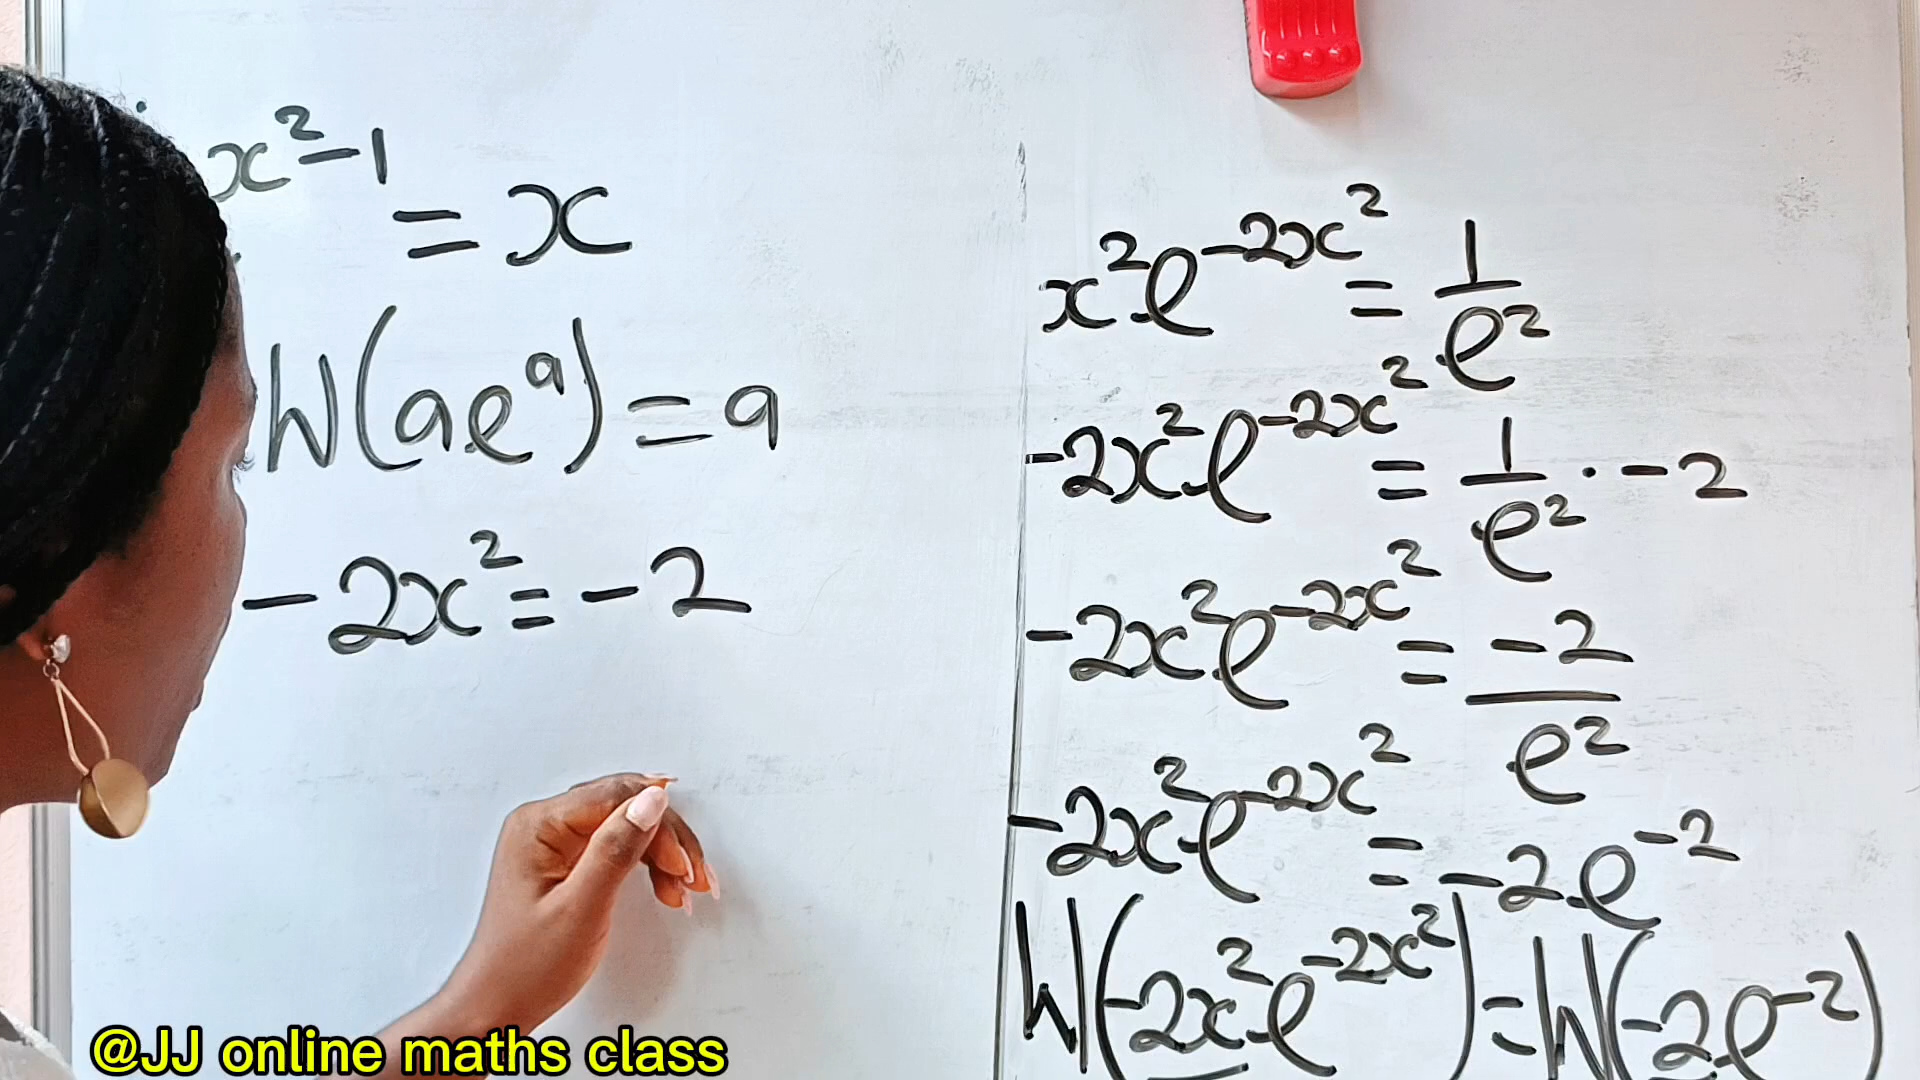 x²-1 = x
W(ae^a) = a
-2x² = -2
x²e^-2x² = 1/e²
-2x²e^-2x² = 1/e² · -2
-2x²e^-2x² = -2/e²
-2x²e^-2x² = -2e^-2
W(-2x²e^-2x²) = W(-2e^-2)
@JJ online maths class